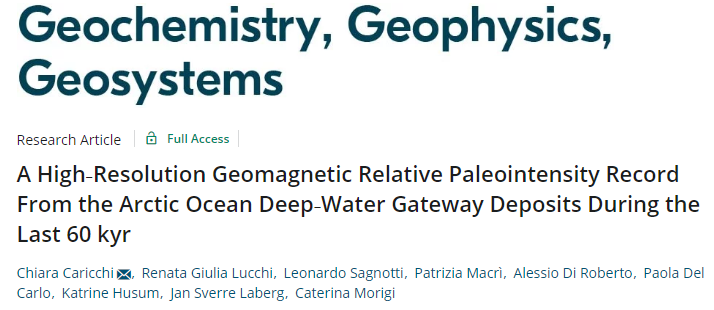 Geochemistry, Geophysics,
Geosystems
Research Article Full Access
A High-Resolution Geomagnetic Relative Paleointensity Record
From the Arctic Ocean Deep-Water Gateway Deposits During the
Last 60 kyr
Chiara Caricchi, Renata Giulia Lucchi, Leonardo Sagnotti, Patrizia Macrì, Alessio Di Roberto, Paola Del
Carlo, Katrine Husum, Jan Sverre Laberg, Caterina Morigi